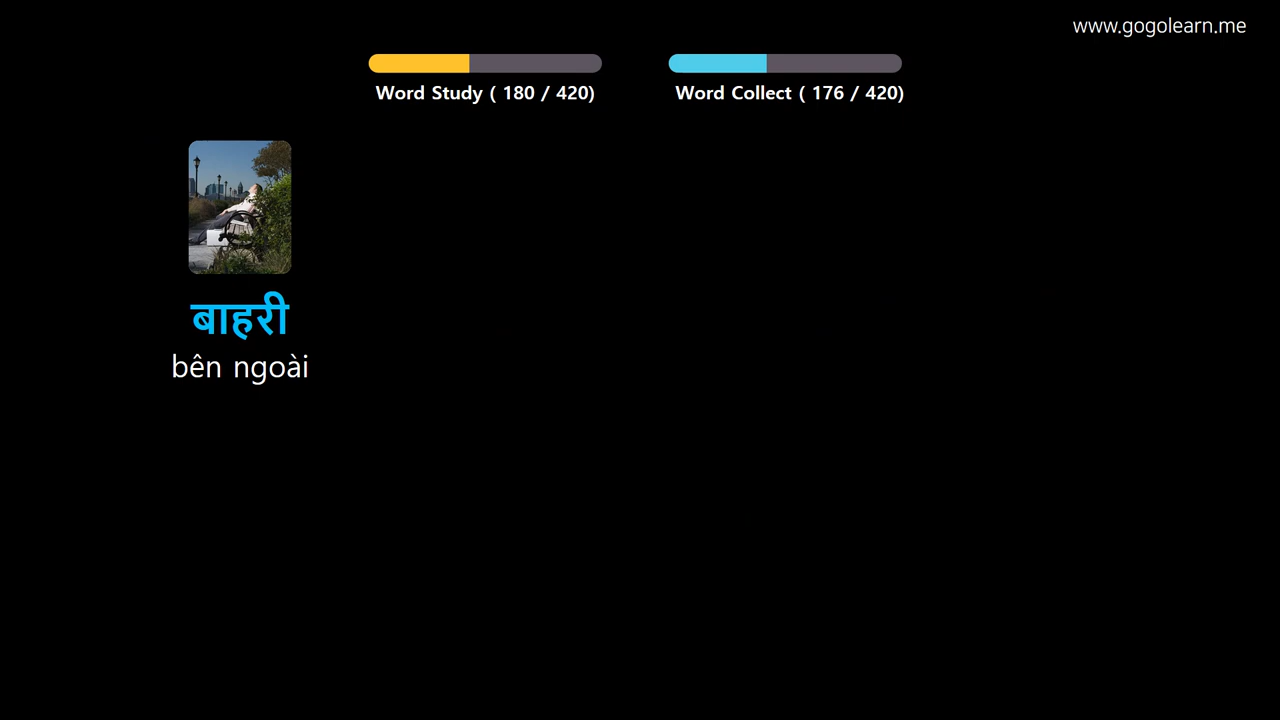 www.gogolearn.me
Word Study ( 180 / 420)
Word Collect ( 176 / 420)
बाहरी
bên ngoài